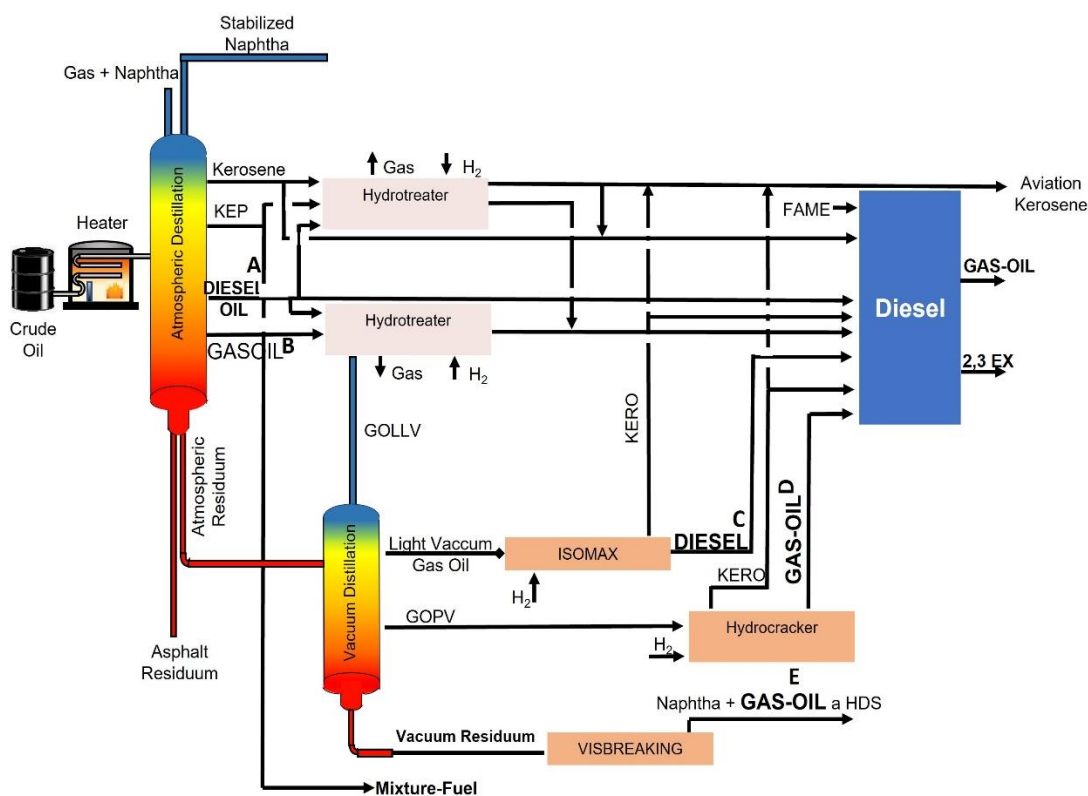 Stabilized
Naphtha
Gas + Naphtha
Atmospheric Destillation
Heater
Crude
Oil
Kerosene
KEP
A
DIESEL
OIL
GASOIL B
Gas
H2
Hydrotreater
Hydrotreater
Gas
H2
FAME
Aviation
Kerosene
Diesel
GAS-OIL
2,3 EX
GOLLV
Atmospheric
Residuum
Asphalt
Residuum
Vacuum Distillation
Light Vaccum
Gas Oil
ISOMAX
H2
KERO
C
DIESEL
GAS-OIL D
KERO
GOPV
Hydrocracker
H2
E
Naphtha + GAS-OIL a HDS
Vacuum Residuum
VISBREAKING
Mixture-Fuel